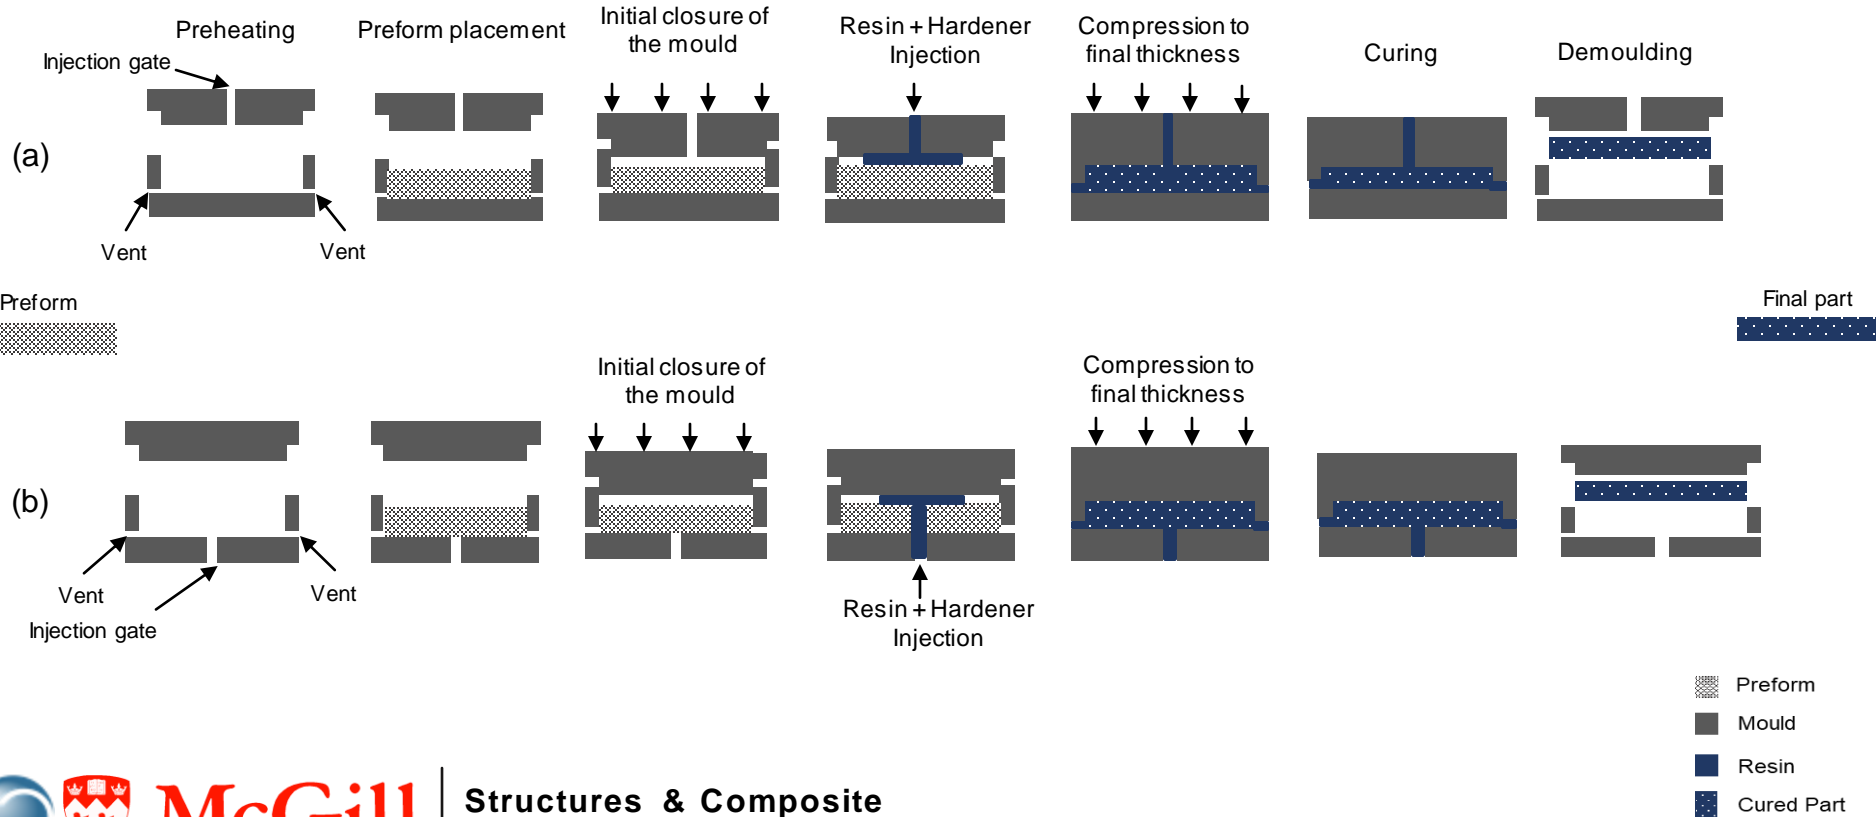 Preheating
Preform placement
Initial closure of
the mould
Resin + Hardener
Injection
Compression to
final thickness
Curing
Demoulding
Injection gate
(a)
Vent
Vent
Preform
Final part
Initial closure of
the mould
Compression to
final thickness
(b)
Vent
Vent
Injection gate
Resin + Hardener
Injection
Preform
Mould
Resin
Cured Part
McGill
Structures & Composite